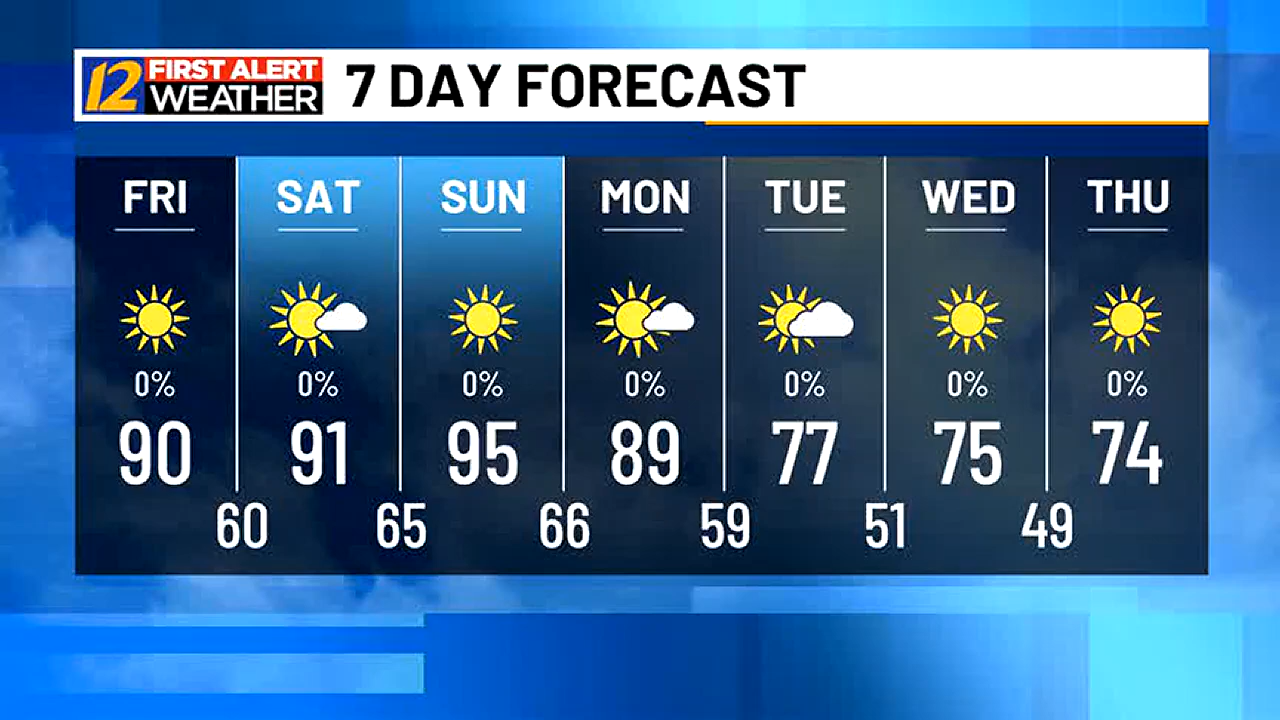 12 FIRST ALERT WEATHER 7 DAY FORECAST
FRI SAT SUN MON TUE WED THU
0% 0% 0% 0% 0% 0% 0%
90 91 95 89 77 75 74
60 65 66 59 51 49